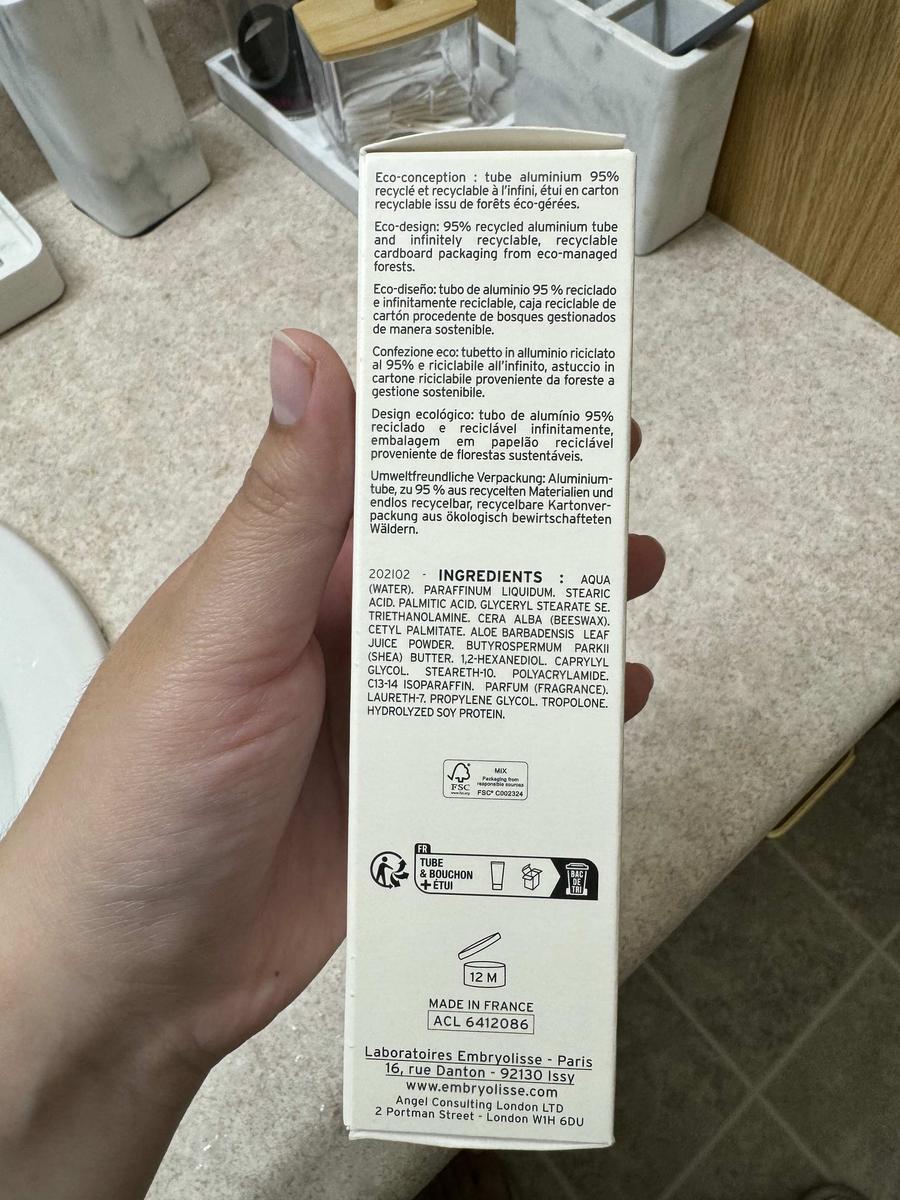 Eco-conception : tube aluminium 95%
recyclé et recyclable à l'infini, étui en carton
recyclable issu de forêts éco-gérées.
Eco-design: 95% recycled aluminium tube
and infinitely recyclable, recyclable
cardboard packaging from eco-managed
forests.
Eco-diseño: tubo de aluminio 95 % reciclado
e infinitamente reciclable, caja reciclable de
cartón procedente de bosques gestionados
de manera sostenible.
Confezione eco: tubetto in alluminio riciclato
al 95% e riciclabile all'infinito, astuccio in
cartone riciclabile proveniente da foreste a
gestione sostenibile.
Design ecológico: tubo de alumínio 95%
reciclado e reciclável infinitamente,
embalagem em papelão reciclável
proveniente de florestas sustentáveis.
Umweltfreundliche Verpackung: Aluminium-
tube, zu 95 % aus recycelten Materialien und
endlos recycelbar, recycelbare Kartonver-
packung aus ökologisch bewirtschafteten
Wäldern.
202102 - INGREDIENTS : AQUA
(WATER). PARAFFINUM LIQUIDUM. STEARIC
ACID. PALMITIC ACID. GLYCERYL STEARATE SE.
TRIETHANOLAMINE. CERA ALBA (BEESWAX).
CETYL PALMITATE. ALOE BARBADENSIS LEAF
JUICE POWDER. BUTYROSPERMUM PARKII
(SHEA) BUTTER. 1,2-HEXANEDIOL. CAPRYLYL
GLYCOL. STEARETH-10. POLYACRYLAMIDE.
C13-14 ISOPARAFFIN. PARFUM (FRAGRANCE).
LAURETH-7. PROPYLENE GLYCOL. TROPOLONE.
HYDROLYZED SOY PROTEIN.
FSC
www.fsc.org
MIX
Packaging from
responsible sources
FSC® C002324
FR
TUBE
& BOUCHON
+ ÉTUI
BAC
DE
TRI
12 M
MADE IN FRANCE
ACL 6412086
Laboratoires Embryolisse - Paris
16, rue Danton - 92130 Issy
www.embryolisse.com
Angel Consulting London LTD
2 Portman Street - London W1H 6DU